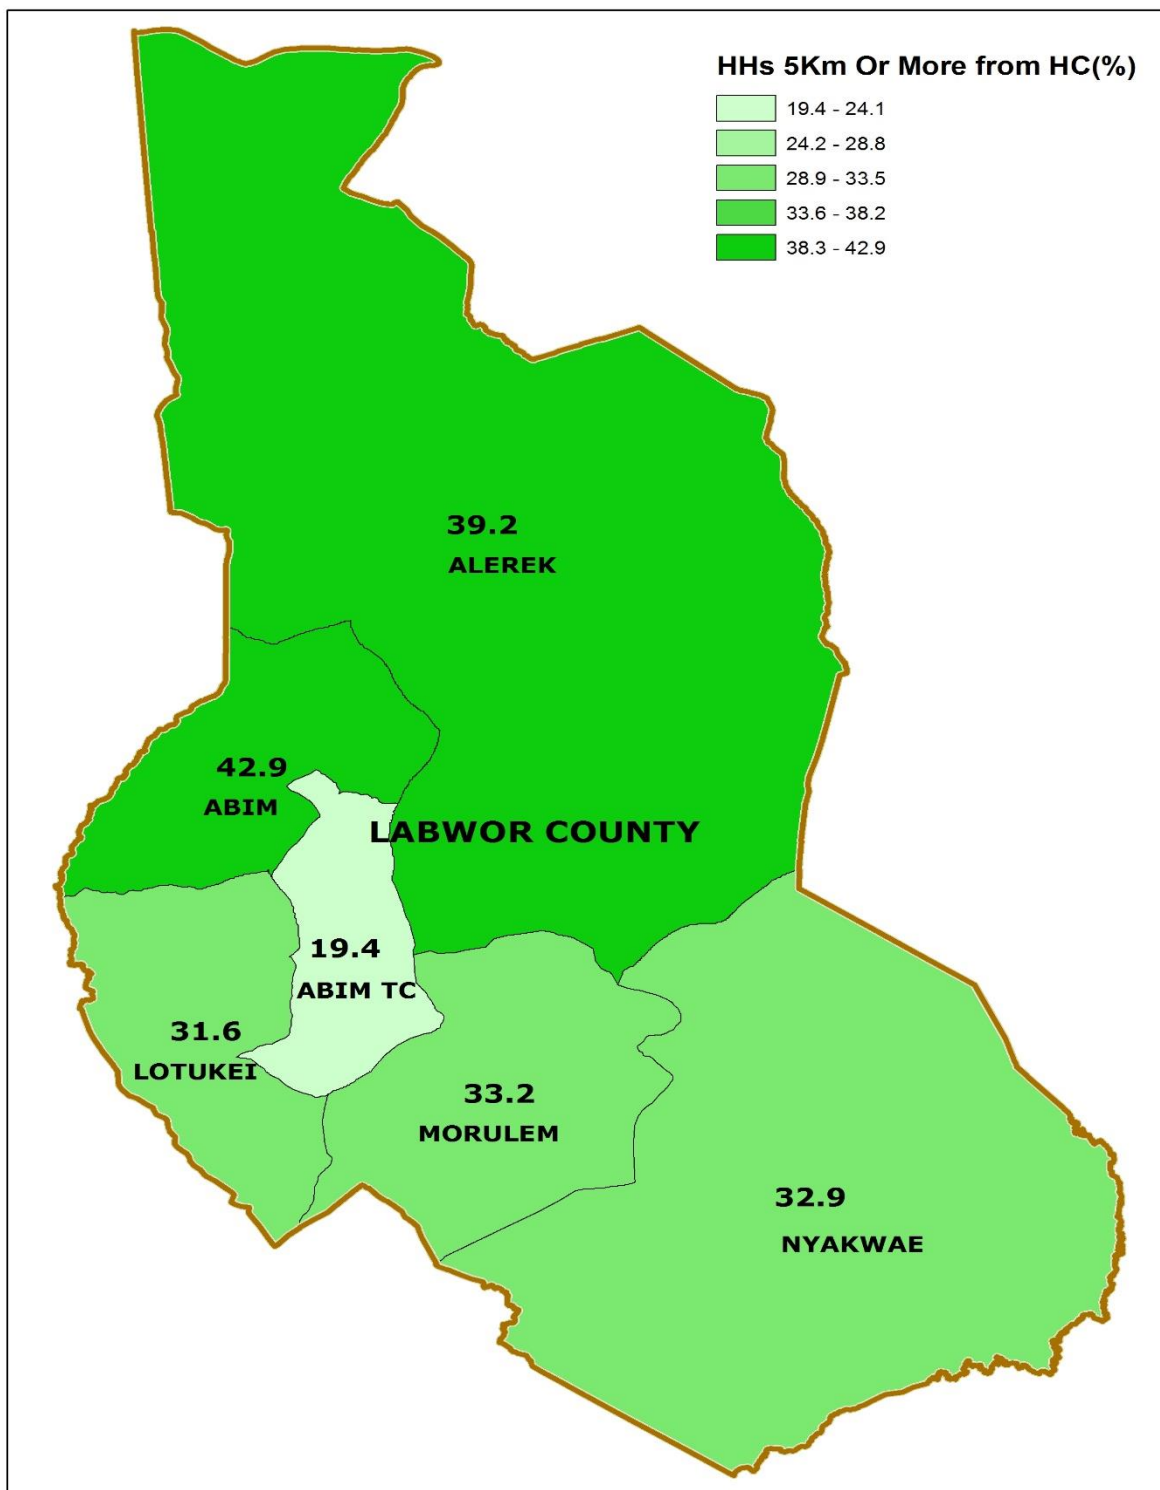 HHs 5Km Or More from HC(%)
19.4 - 24.1
24.2 - 28.8
28.9 - 33.5
33.6 - 38.2
38.3 - 42.9
39.2
ALEREK
42.9
ABIM
LABWOR COUNTY
19.4
ABIM TC
31.6
LOTUKEI
33.2
MORULEM
32.9
NYAKWAE